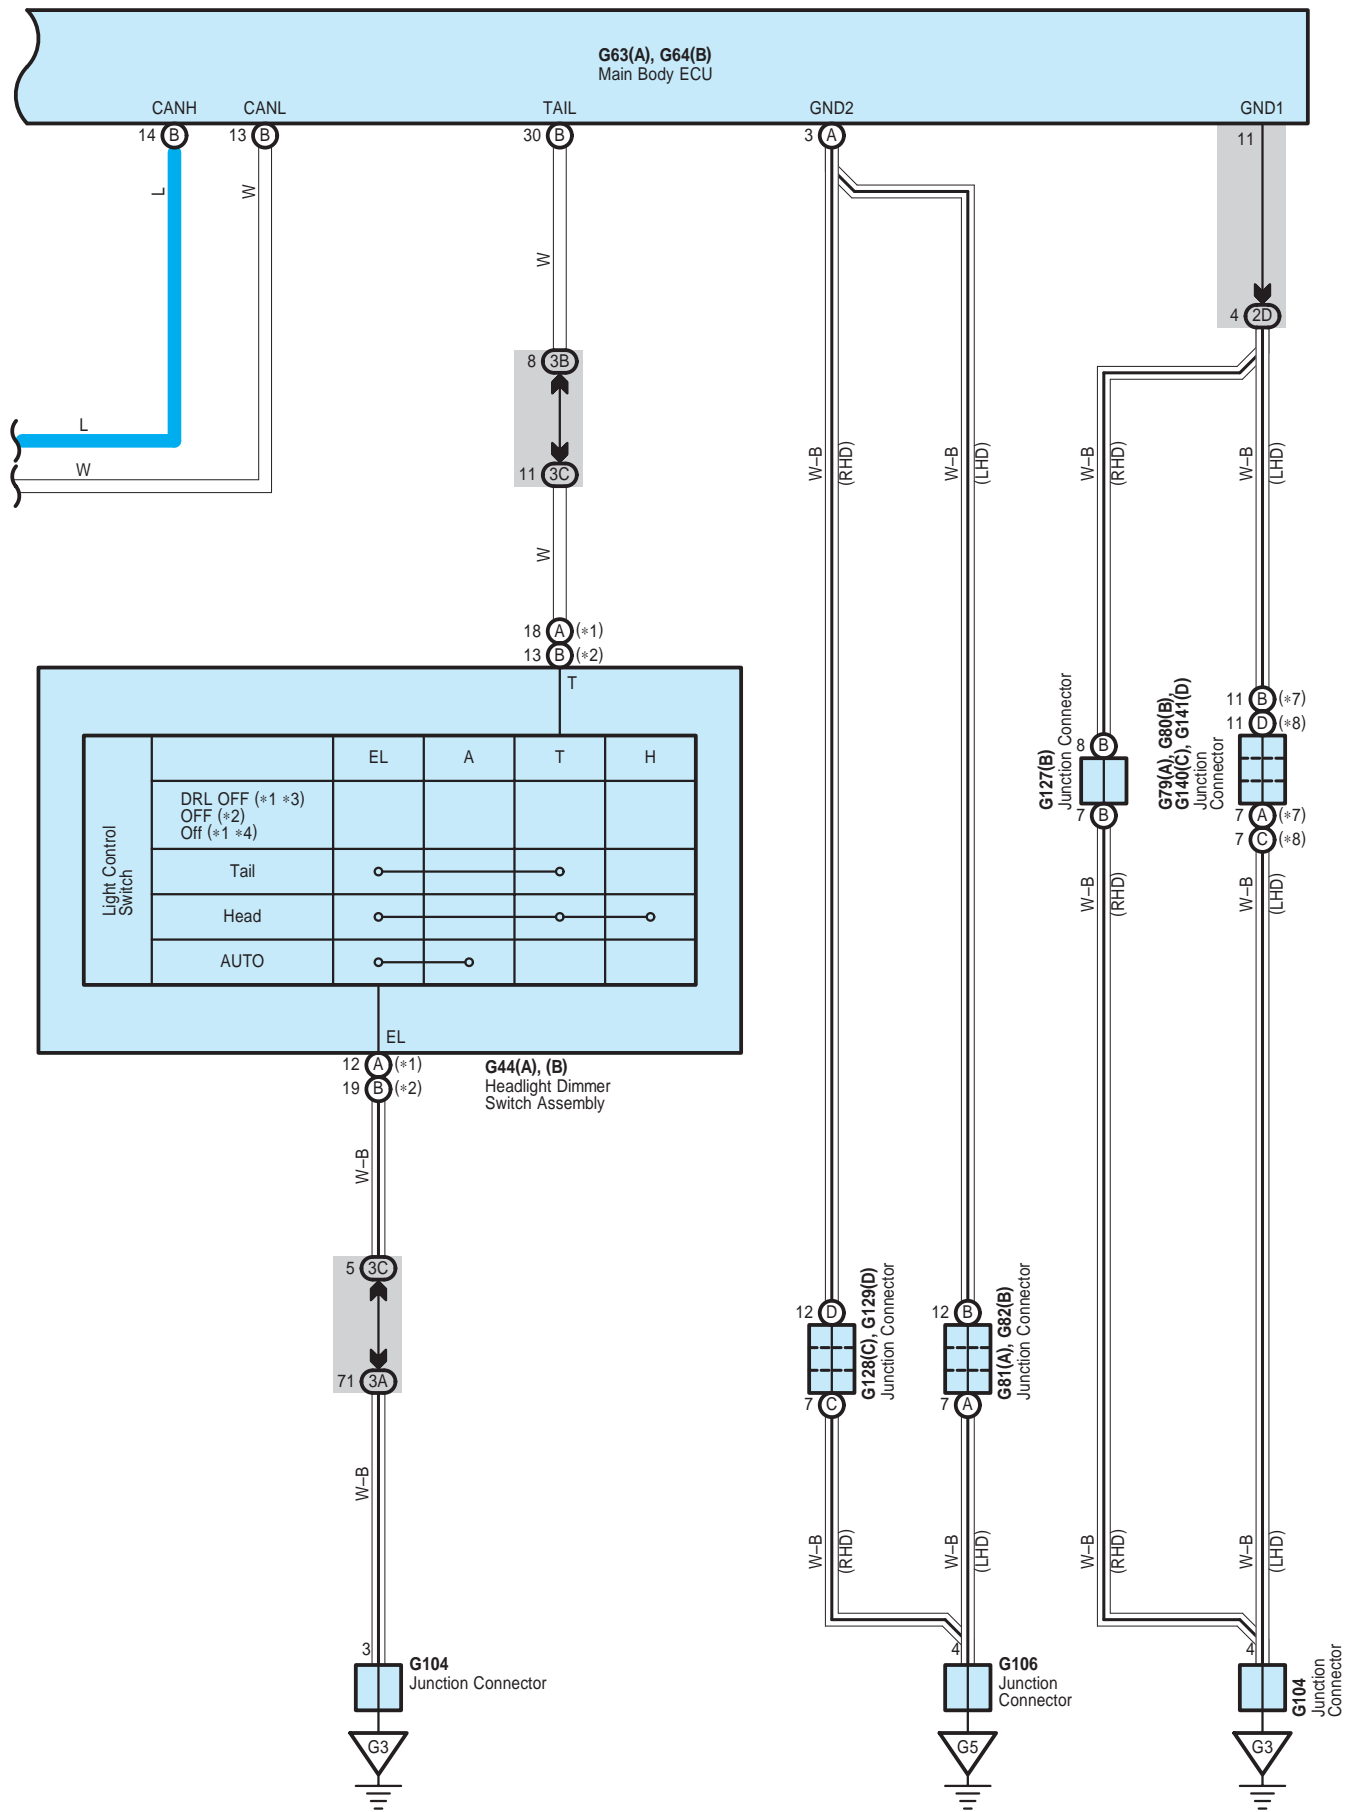 G63(A), G64(B)
Main Body ECU
CANH CANL TAIL GND2 GND1
14 B 13 B 30 B 3 A 11
L W
W
4 2D
8 3B
L
W
11 3C
W–B (RHD) W–B (LHD) W–B (RHD) W–B (LHD)
W
18 A (*1)
13 B (*2)
T
G127(B)
Junction Connector
8 B
7 B
G79(A), G80(B),
G140(C), G141(D)
Junction
Connector
11 B (*7)
11 D (*8)
7 A (*7)
7 C (*8)
Light Control
Switch
EL A T H
DRL OFF (*1 *3)
OFF (*2)
Off (*1 *4)
Tail
Head
AUTO
W–B (RHD) W–B (LHD)
EL
12 A (*1)
19 B (*2)
G44(A), (B)
Headlight Dimmer
Switch Assembly
W–B
5 3C
71 3A
12 D
7 C
G128(C), G129(D)
Junction Connector
12 B
7 A
G81(A), G82(B)
Junction Connector
W–B
W–B (RHD) W–B (LHD) W–B (RHD) W–B (LHD)
3
G104
Junction Connector
4
G106
Junction
Connector
4
G104
Junction
Connector
G3 G5 G3